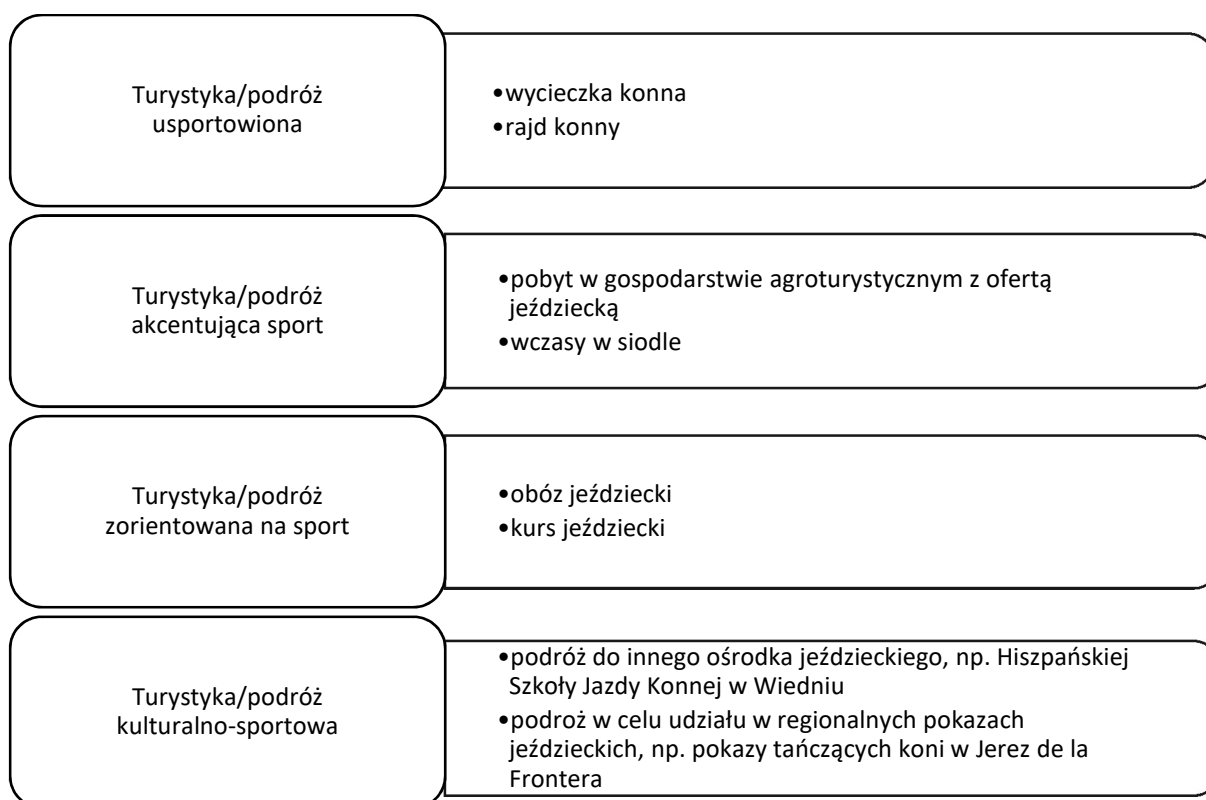 Turystyka/podróż
usportowiona
•wycieczka konna
•rajd konny
Turystyka/podróż
akcentująca sport
•pobyt w gospodarstwie agroturystycznym z ofertą
jeździecką
•wczasy w siodle
Turystyka/podróż
zorientowana na sport
•obóz jeździecki
•kurs jeździecki
Turystyka/podróż
kulturalno-sportowa
•podróż do innego ośrodka jeździeckiego, np. Hiszpańskiej
Szkoły Jazdy Konnej w Wiedniu
•podroż w celu udziału w regionalnych pokazach
jeździeckich, np. pokazy tańczących koni w Jerez de la
Frontera